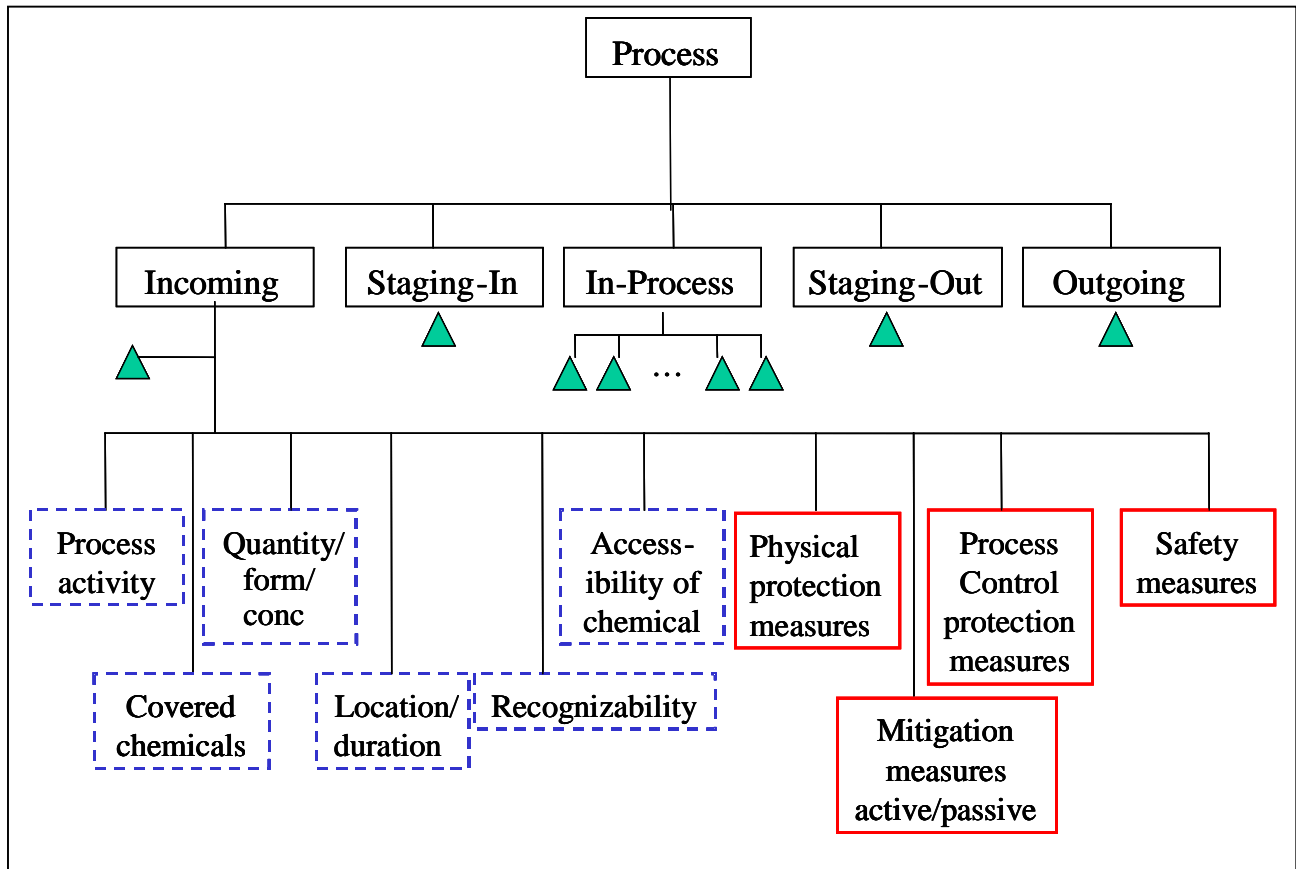 Process
Incoming
Staging-In
In-Process
Staging-Out
Outgoing
...
Process
activity
Quantity/
form/
conc
Access-
ibility of
chemical
Physical
protection
measures
Process
Control
protection
measures
Safety
measures
Covered
chemicals
Location/
duration
Recognizability
Mitigation
measures
active/passive